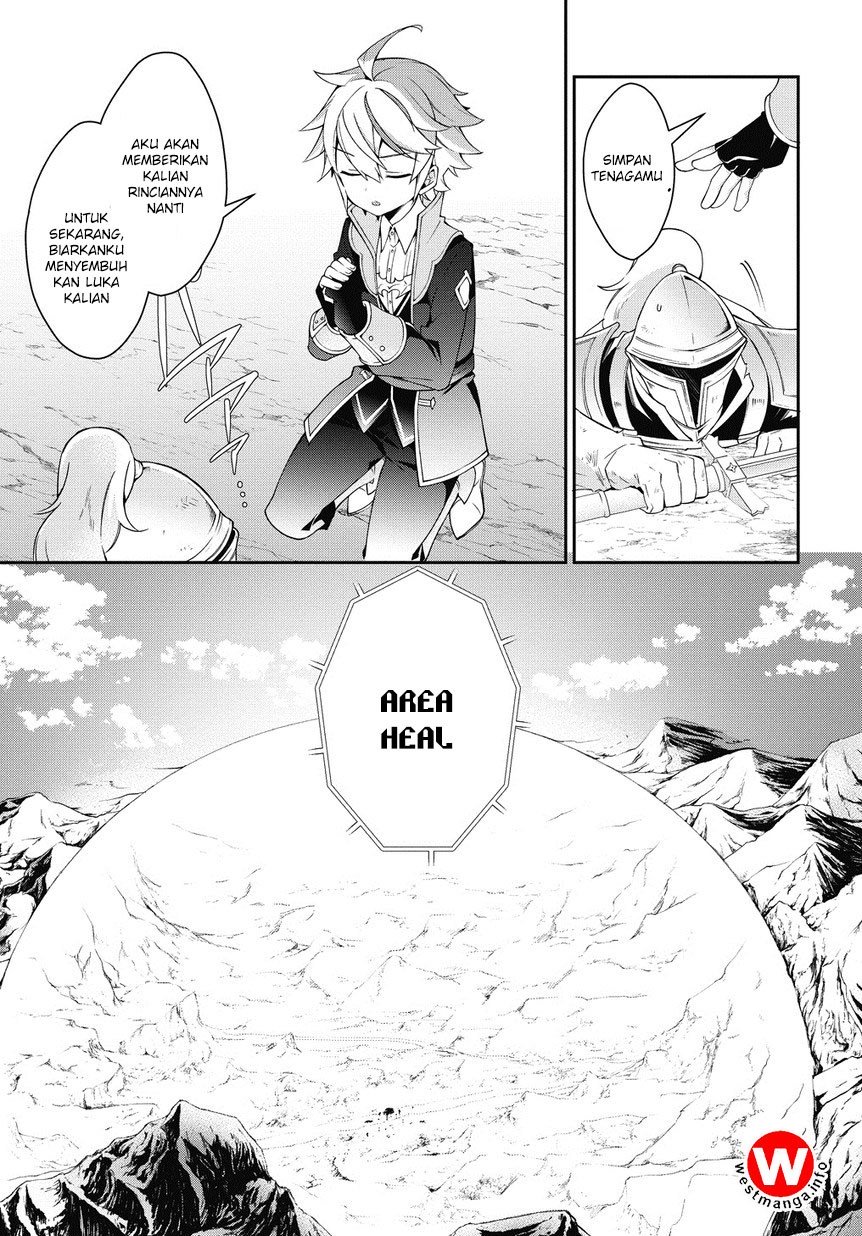 SIMPAN
TENAGAMU
AKU AKAN
MEMBERIKAN
KALIAN
RINCIANNYA
NANTI
UNTUK
SEKARANG,
BIARKANKU
MENYEMBUH
KAN LUKA
KALIAN
AREA
HEAL
W
westmanga.info